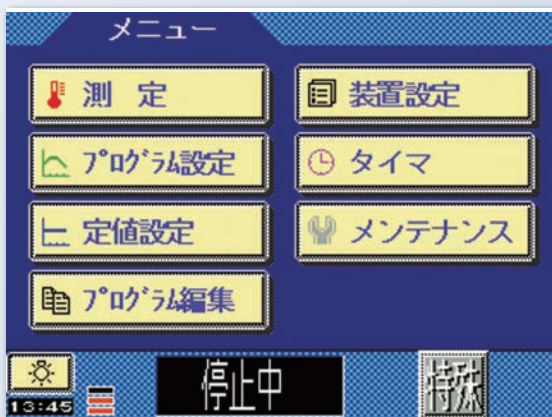 メニュー
測 定
プログラム設定
定値設定
プログラム編集
装置設定
タイマ
メンテナンス
13:45
停止中
特殊